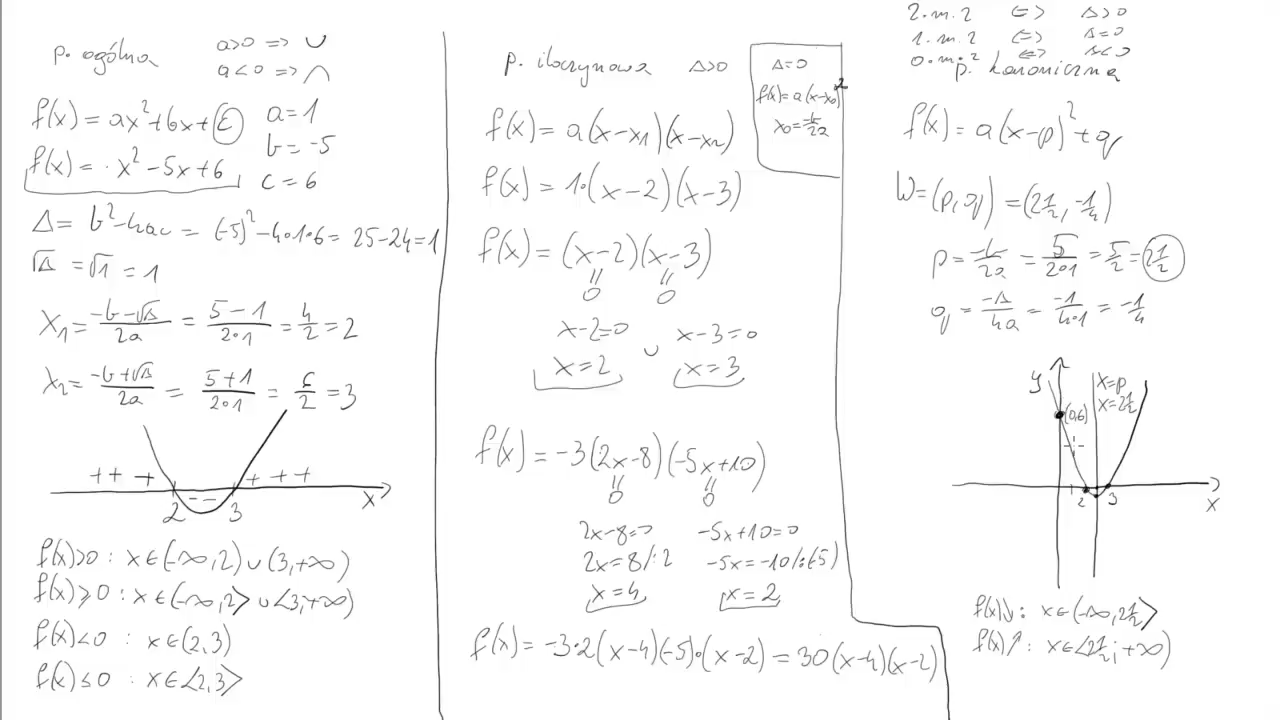 p. ogólna
a>0 => ∪
a<0 => ∩
f(x) = ax²+bx+c
a=1
f(x) = x² - 5x + 6
b = -5
c = 6
Δ = b²-4ac = (-5)² - 4·1·6 = 25-24=1
√Δ = √1 = 1
x₁ = (-b-√Δ)/2a = (5-1)/2·1 = 4/2 = 2
x₂ = (-b+√Δ)/2a = (5+1)/2·1 = 6/2 = 3
+ + + - - + + +
2 3 x
f(x)>0 : x∈(-∞,2)∪(3,+∞)
f(x)⩾0 : x∈(-∞,2>∪<3,+∞)
f(x)<0 : x∈(2,3)
f(x)≤0 : x∈<2,3>
p. iloczynowa Δ>0
Δ=0
f(x)=a(x-x₀)²
x₀=-b/2a
f(x) = a(x-x₁)(x-x₂)
f(x) = 1·(x-2)(x-3)
f(x) = (x-2)(x-3)
0 0
x-2=0 ∪ x-3=0
x=2 x=3
f(x) = -3(2x-8)(-5x+10)
0 0
2x-8=0 -5x+10=0
2x=8/:2 -5x=-10/:(-5)
x=4 x=2
f(x) = -3·2(x-4)(-5)·(x-2) = 30(x-4)(x-2)
2.m.z <=> Δ>0
1.m.z <=> Δ=0
0.m.z <=> Δ<0
p. kanoniczna
f(x) = a(x-p)²+q
W=(p,q) = (2½, -¼)
p = -b/2a = 5/2·1 = 5/2 = 2½
q = -Δ/4a = -1/4·1 = -¼
y
x=p
x=2½
(0,6)
2 3 x
f(x)↓: x∈(-∞,2½>
f(x)↗: x∈<2½;+∞)